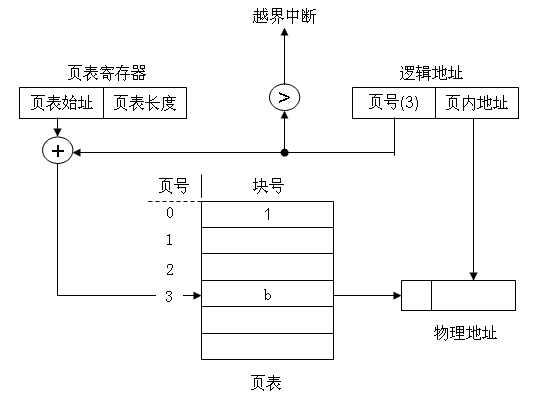 越界中断
页表寄存器
逻辑地址
页表始址 页表长度
>
页号(3) 页内地址
+
页号 块号
0 1
1
2
3 b
物理地址
页表